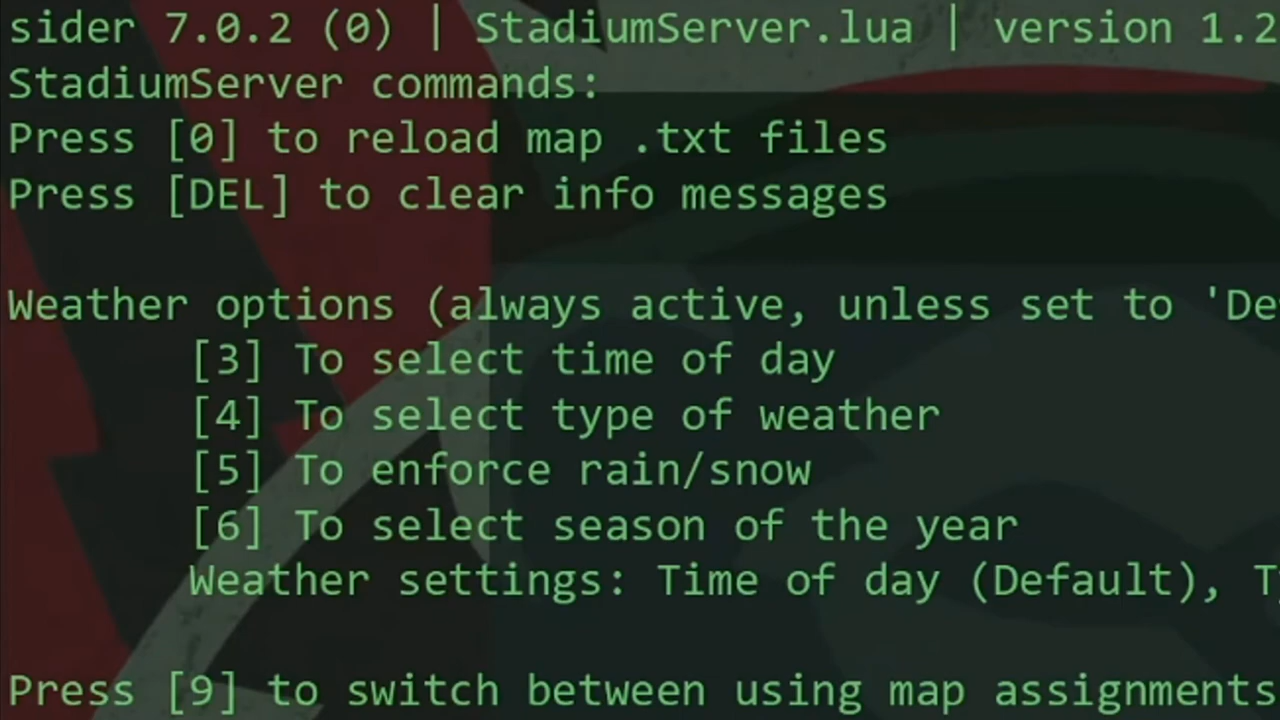 sider 7.0.2 (0) | StadiumServer.lua | version 1.2
StadiumServer commands:
Press [0] to reload map .txt files
Press [DEL] to clear info messages
Weather options (always active, unless set to 'De
[3] To select time of day
[4] To select type of weather
[5] To enforce rain/snow
[6] To select season of the year
Weather settings: Time of day (Default), Ty
Press [9] to switch between using map assignments